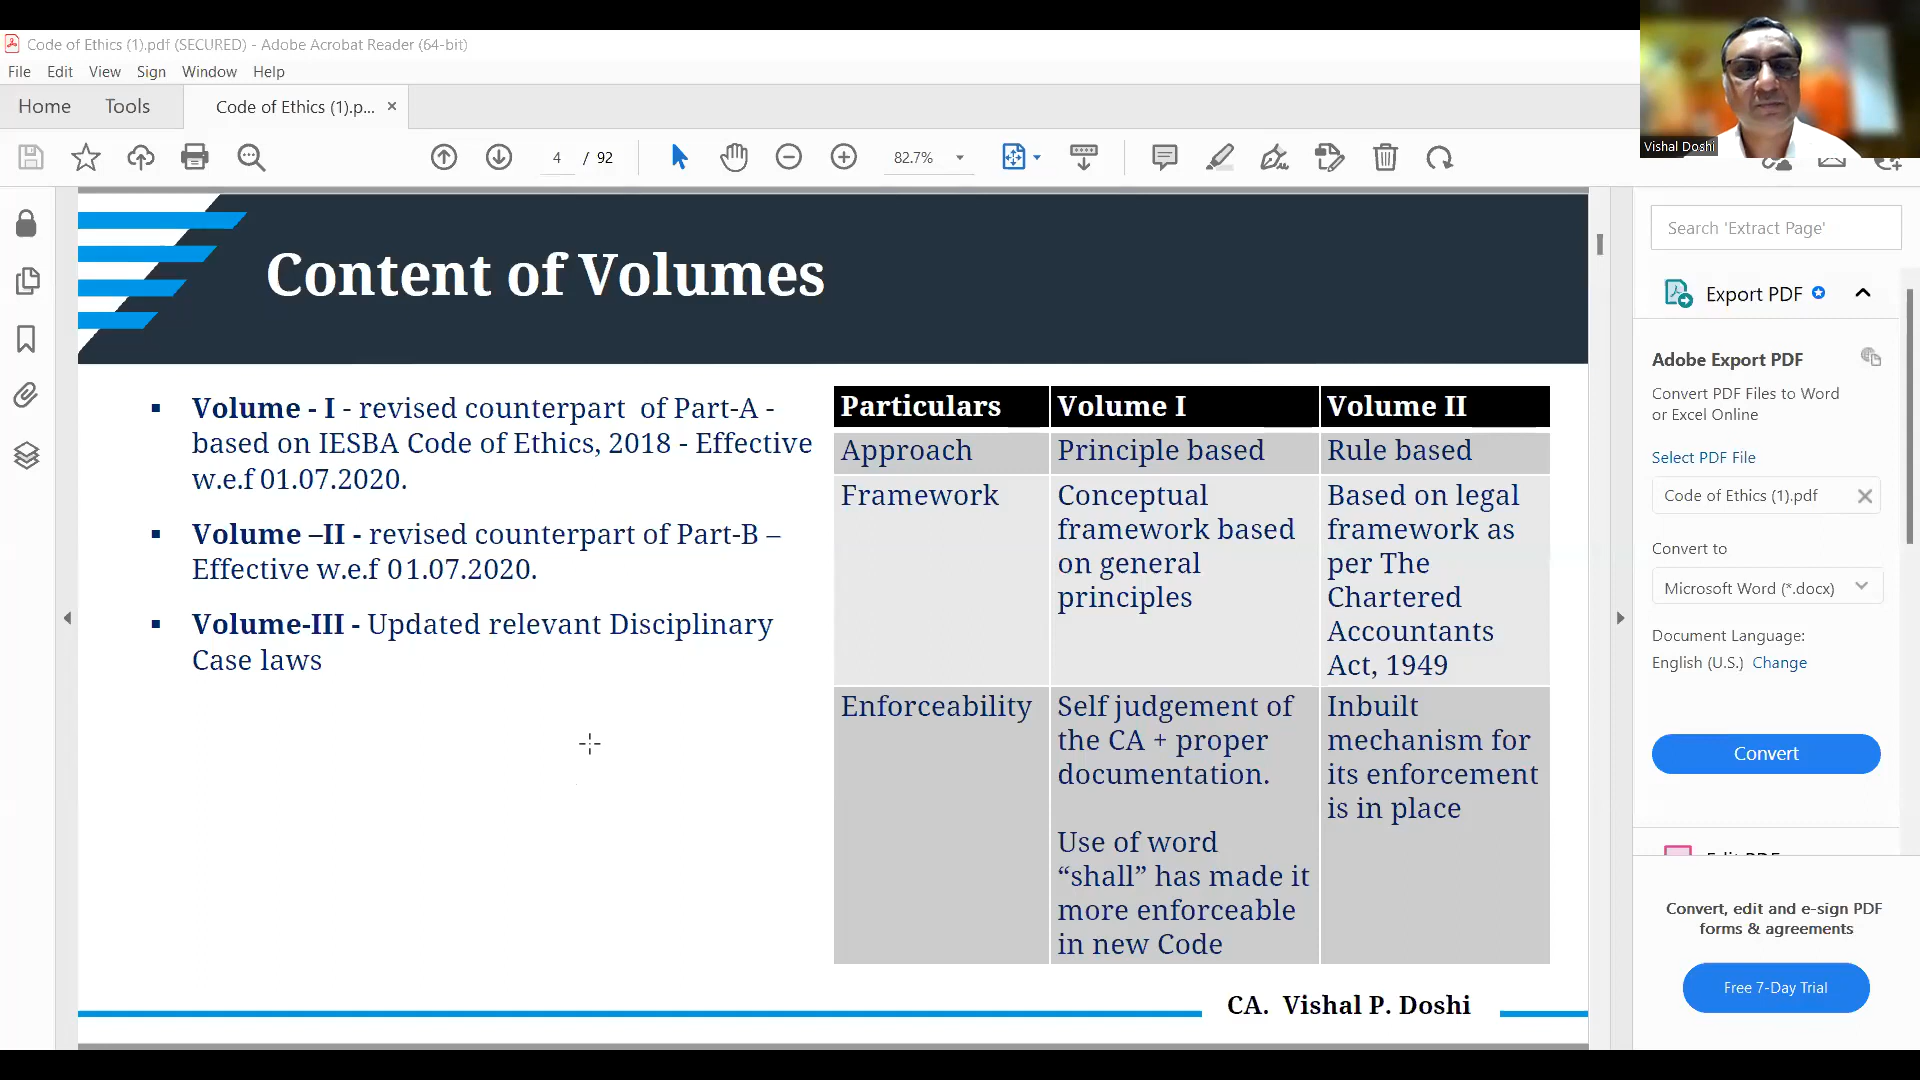 Code of Ethics (1).pdf (SECURED) - Adobe Acrobat Reader (64-bit)
File Edit View Sign Window Help
Home Tools Code of Ethics (1).p... ×
4 / 92 82.7%
Vishal Doshi
Content of Volumes
▪ Volume - I - revised counterpart of Part-A -
based on IESBA Code of Ethics, 2018 - Effective
w.e.f 01.07.2020.
▪ Volume –II - revised counterpart of Part-B –
Effective w.e.f 01.07.2020.
▪ Volume-III - Updated relevant Disciplinary
Case laws
Particulars Volume I Volume II
Approach Principle based Rule based
Framework
Conceptual
framework based
on general
principles
Based on legal
framework as
per The
Chartered
Accountants
Act, 1949
Enforceability
Self judgement of
the CA + proper
documentation.
Use of word
“shall” has made it
more enforceable
in new Code
Inbuilt
mechanism for
its enforcement
is in place
CA. Vishal P. Doshi
Search 'Extract Page'
Export PDF
Adobe Export PDF
Convert PDF Files to Word
or Excel Online
Select PDF File
Code of Ethics (1).pdf
Convert to
Microsoft Word (*.docx)
Document Language:
English (U.S.) Change
Convert
Convert, edit and e-sign PDF
forms & agreements
Free 7-Day Trial